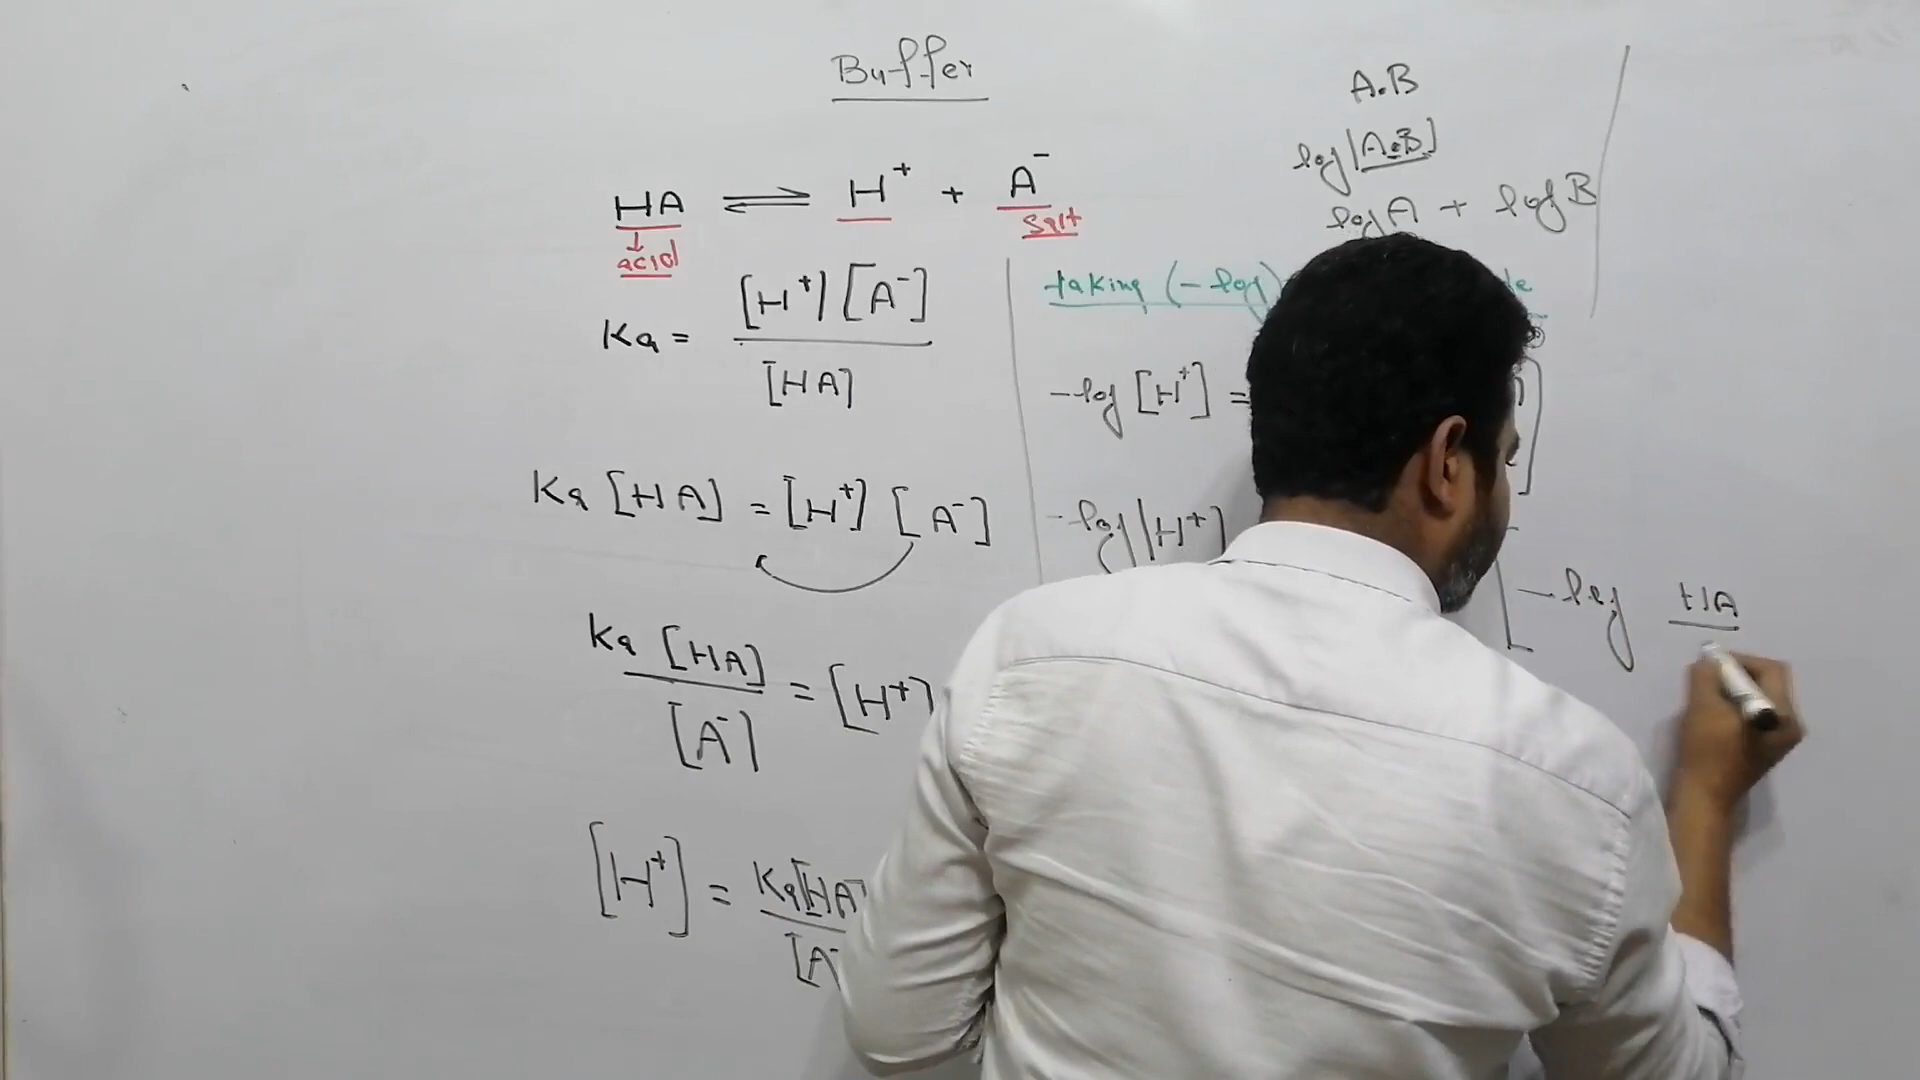 Buffer
HA ⇌ H⁺ + A⁻
acid
Salt
Ka = [H⁺] [A⁻]
[HA]
Ka [HA] = [H⁺] [A⁻]
Ka [HA] = [H⁺]
[A⁻]
[H⁺] = Ka[HA]
[A⁻
A.B
log[A.B]
log A + log B
taking (-log)
-log [H⁺] =
-log [H⁺]
-log HA